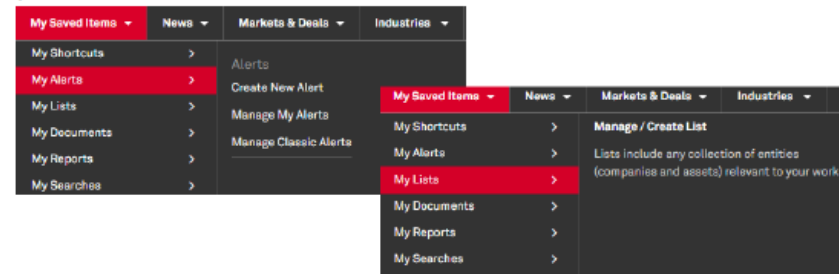 My Saved Items News Markets & Deals Industries
My Shortcuts
My Alerts
My Lists
My Documents
My Reports
My Searches
Alerts
Create New Alert
Manage My Alerts
Manage Classic Alerts
My Saved Items News Markets & Deals Industries
My Shortcuts
My Alerts
My Lists
My Documents
My Reports
My Searches
Manage / Create List
Lists include any collection of entities
(companies and assets) relevant to your work